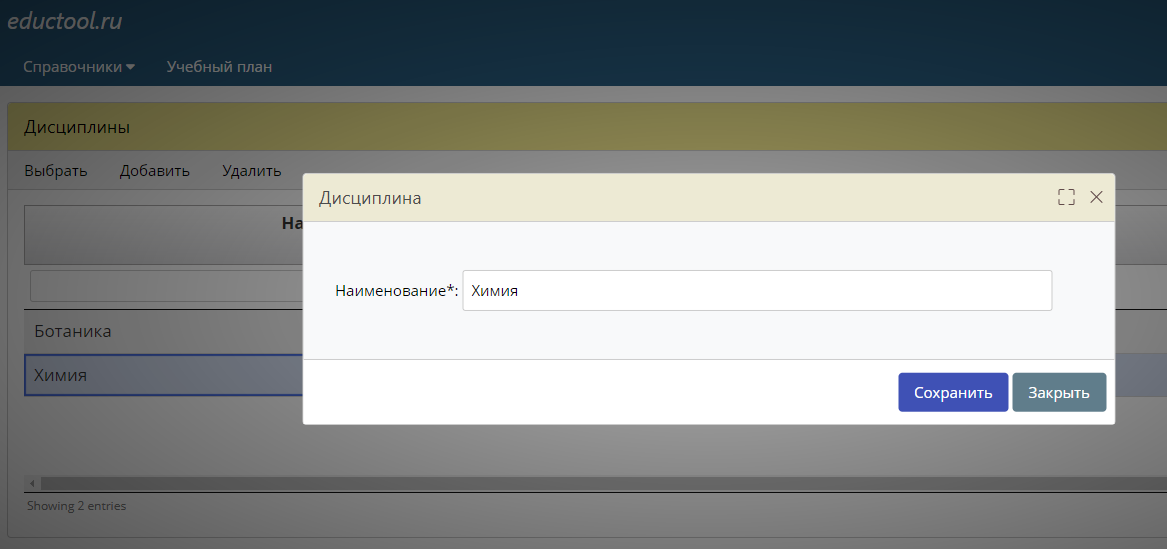 eductool.ru
Справочники Учебный план
Дисциплины
Выбрать Добавить Удалить
Дисциплина
На
Наименование*: Химия
Ботаника
Химия
Сохранить Закрыть
Showing 2 entries